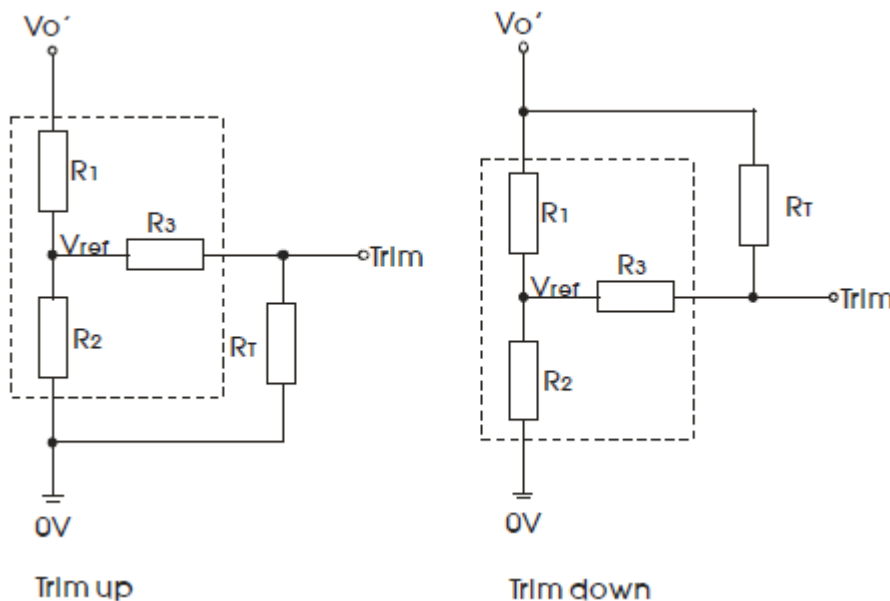 Vo′
R1
Vref
R3
Trim
R2
RT
0V
Trim up
Vo′
R1
RT
Vref
R3
Trim
R2
0V
Trim down